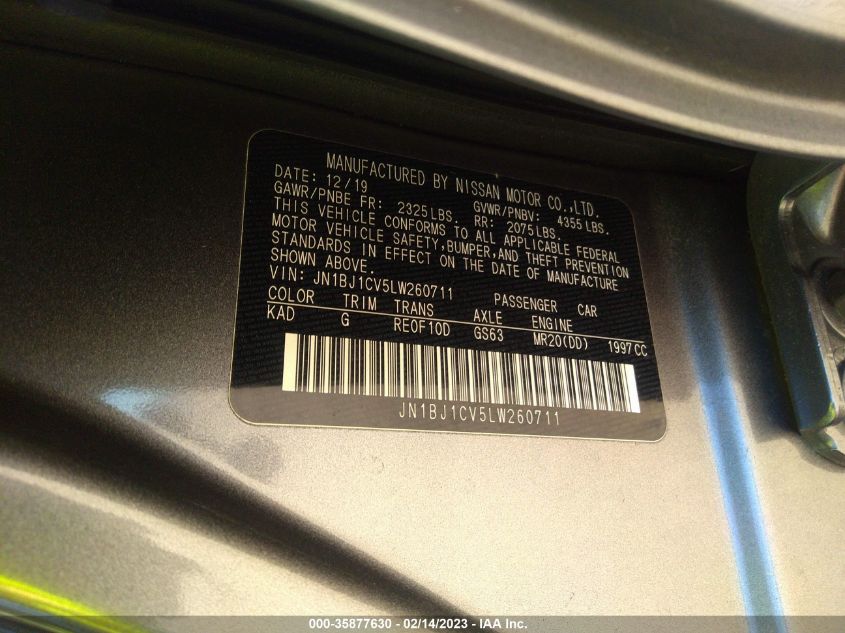 MANUFACTURED BY NISSAN MOTOR CO.,LTD.
DATE: 12/19 GVWR/PNBV: 4355 LBS.
GAWR/PNBE FR: 2325 LBS. RR: 2075 LBS.
THIS VEHICLE CONFORMS TO ALL APPLICABLE FEDERAL
MOTOR VEHICLE SAFETY, BUMPER, AND THEFT PREVENTION
STANDARDS IN EFFECT ON THE DATE OF MANUFACTURE
SHOWN ABOVE.
VIN: JN1BJ1CV5LW260711 PASSENGER CAR
COLOR TRIM TRANS AXLE ENGINE
KAD G RE0F10D GS63 MR20(DD) 1997CC
JN1BJ1CV5LW260711
000-35877630 - 02/14/2023 - IAA Inc.